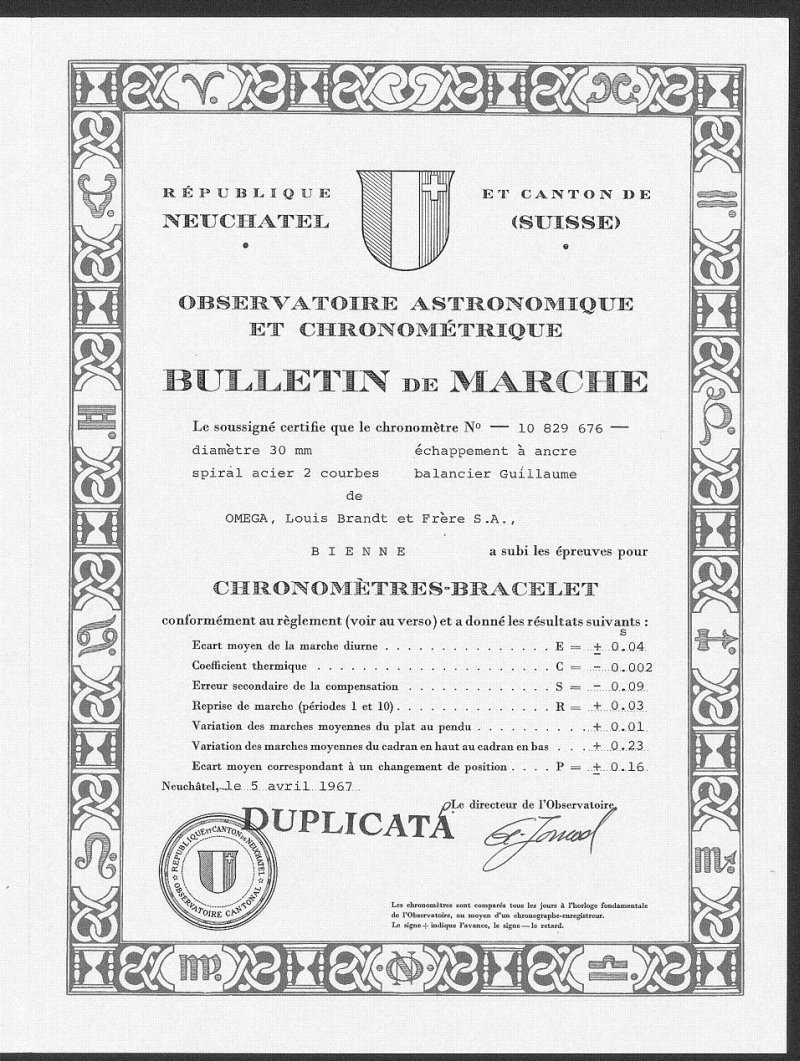 RÉPUBLIQUE ET CANTON DE
NEUCHATEL (SUISSE)
OBSERVATOIRE ASTRONOMIQUE
ET CHRONOMÉTRIQUE
BULLETIN DE MARCHE
Le soussigné certifie que le chronomètre Nº — 10 829 676 —
diamètre 30 mm échappement à ancre
spiral acier 2 courbes balancier Guillaume
de
OMEGA, Louis Brandt et Frère S.A.,
BIENNE a subi les épreuves pour
CHRONOMÈTRES-BRACELET
conformément au règlement (voir au verso) et a donné les résultats suivants :
s
Ecart moyen de la marche diurne . . . . . . . . . . . . . . . E = ± 0.04
Coefficient thermique . . . . . . . . . . . . . . . . . . . . . C = - 0.002
Erreur secondaire de la compensation . . . . . . . . . . . . . S = - 0.09
Reprise de marche (périodes 1 et 10) . . . . . . . . . . . . . . R = + 0.03
Variation des marches moyennes du plat au pendu . . . . . . . . . . + 0.01
Variation des marches moyennes du cadran en haut au cadran en bas . . . + 0.23
Ecart moyen correspondant à un changement de position . . . . P = ± 0.16
Neuchâtel, le 5 avril 1967
Le directeur de l'Observatoire,
DUPLICATA
RÉPUBLIQUE ET CANTON DE NEUCHATEL
OBSERVATOIRE CANTONAL
Les chronomètres sont comparés tous les jours à l'horloge fondamentale
de l'Observatoire, au moyen d'un chronographe-enregistreur.
Le signe + indique l'avance, le signe — le retard.